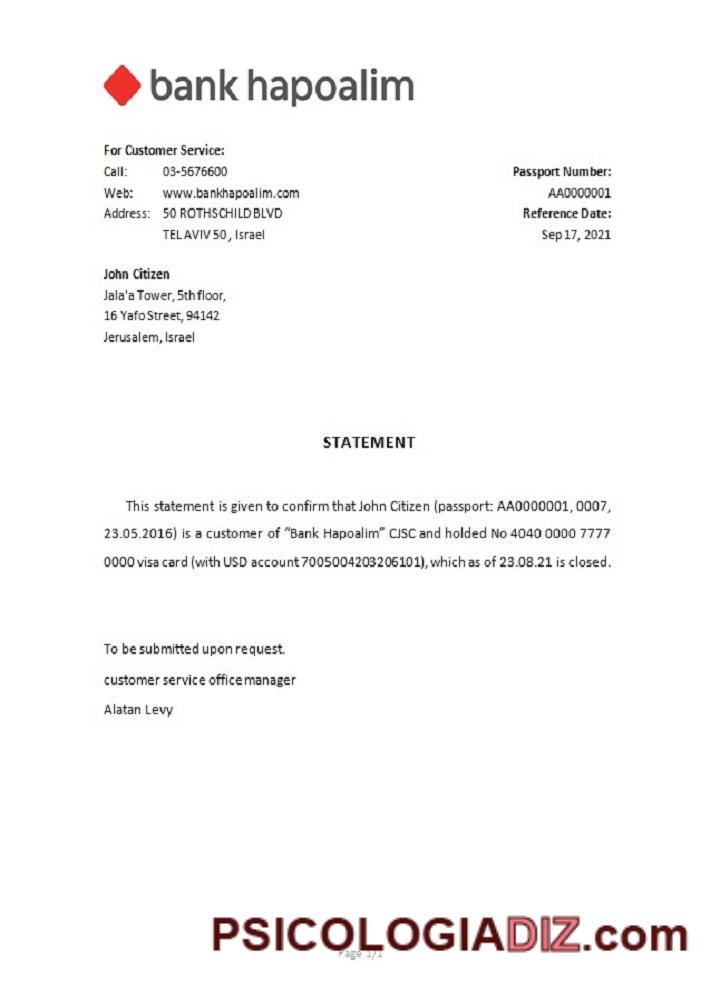 bank hapoalim
For Customer Service:
Call: 03-5676600
Passport Number:
Web: www.bankhapoalim.com
AA0000001
Address: 50 ROTHSCHILD BLVD
Reference Date:
TEL AVIV 50, Israel
Sep 17, 2021
John Citizen
Jala'a Tower, 5th floor,
16 Yafo Street, 94142
Jerusalem, Israel
STATEMENT
This statement is given to confirm that John Citizen (passport: AA0000001, 0007,
23.05.2016) is a customer of “Bank Hapoalim” CJSC and holded No 4040 0000 7777
0000 visa card (with USD account 7005004203206101), which as of 23.08.21 is closed.
To be submitted upon request.
customer service office manager
Alatan Levy
PSICOLOGIADIZ.com
Page 1/1